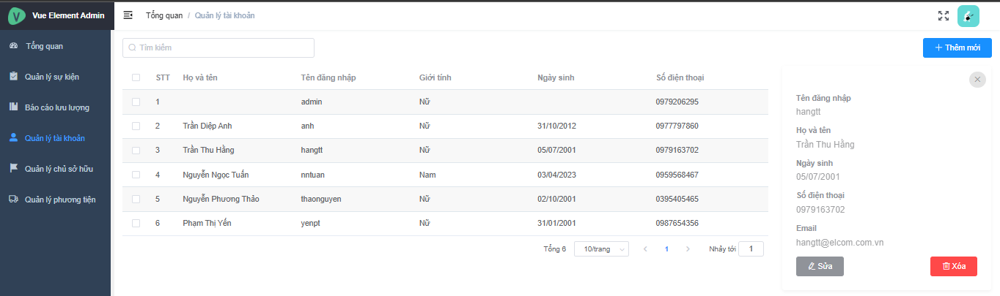 Vue Element Admin
Tổng quan / Quản lý tài khoản
Tổng quan
Quản lý sự kiện
Báo cáo lưu lượng
Quản lý tài khoản
Quản lý chủ sở hữu
Quản lý phương tiện
Tìm kiếm
Thêm mới
STT Họ và tên Tên đăng nhập Giới tính Ngày sinh Số điện thoại
1 admin Nữ 0979206295
2 Trần Diệp Anh anh Nữ 31/10/2012 0977797860
3 Trần Thu Hằng hangtt Nữ 05/07/2001 0979163702
4 Nguyễn Ngọc Tuấn nntuan Nam 03/04/2023 0959568467
5 Nguyễn Phương Thảo thaonguyen Nữ 02/10/2001 0395405465
6 Phạm Thị Yến yenpt Nữ 31/01/2001 0987654356
Tổng 6 10/trang 1 Nhảy tới 1
Tên đăng nhập
hangtt
Họ và tên
Trần Thu Hằng
Ngày sinh
05/07/2001
Số điện thoại
0979163702
Email
hangtt@elcom.com.vn
Sửa Xóa